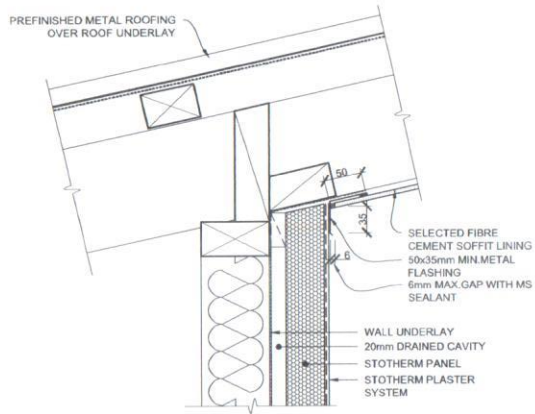 PREFINISHED METAL ROOFING
OVER ROOF UNDERLAY
50
35
6
SELECTED FIBRE
CEMENT SOFFIT LINING
50x35mm MIN.METAL
FLASHING
6mm MAX.GAP WITH MS
SEALANT
WALL UNDERLAY
20mm DRAINED CAVITY
STOTHERM PANEL
STOTHERM PLASTER
SYSTEM